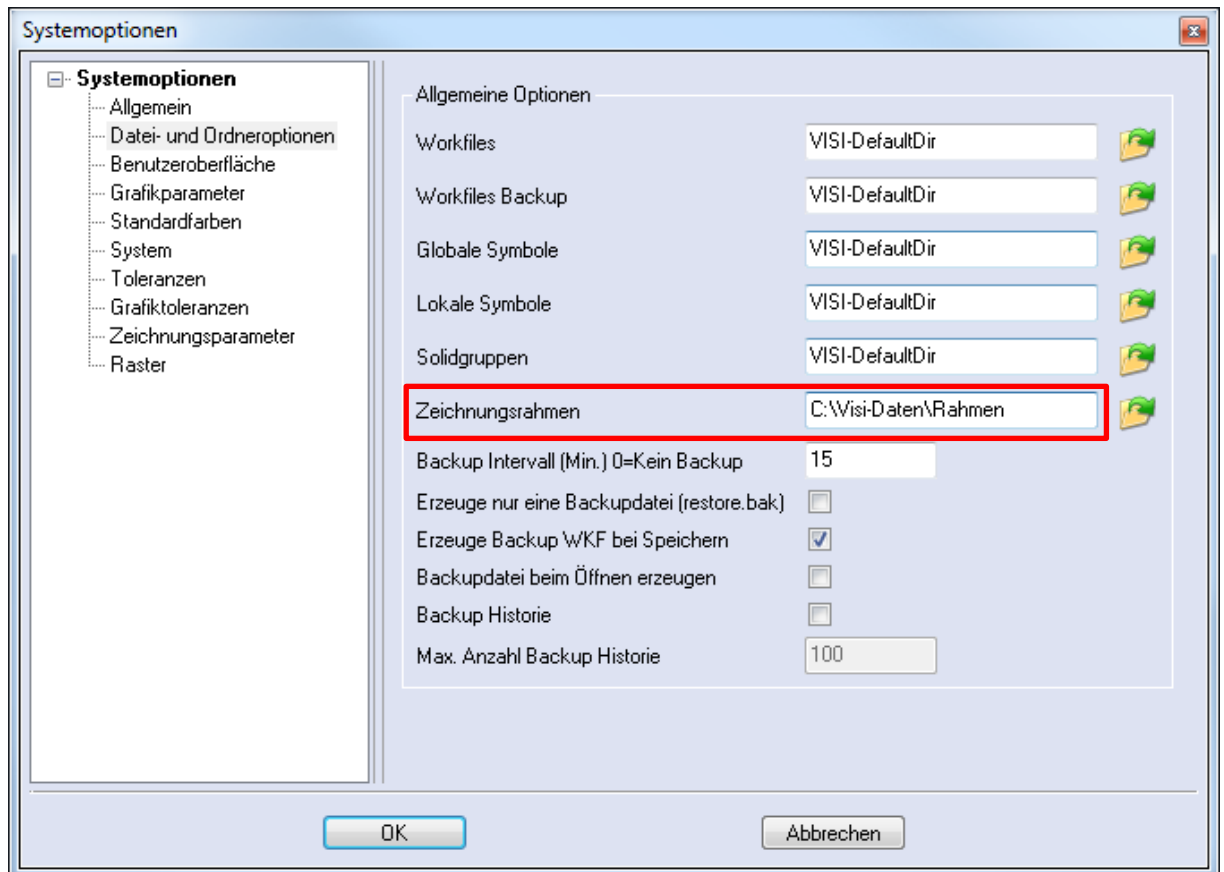 Systemoptionen
Systemoptionen
Allgemein
Datei- und Ordneroptionen
Benutzeroberfläche
Grafikparameter
Standardfarben
System
Toleranzen
Grafiktoleranzen
Zeichnungsparameter
Raster
Allgemeine Optionen
Workfiles VISI-DefaultDir
Workfiles Backup VISI-DefaultDir
Globale Symbole VISI-DefaultDir
Lokale Symbole VISI-DefaultDir
Solidgruppen VISI-DefaultDir
Zeichnungsrahmen C:\Visi-Daten\Rahmen
Backup Intervall (Min.) 0=Kein Backup 15
Erzeuge nur eine Backupdatei (restore.bak)
Erzeuge Backup WKF bei Speichern
Backupdatei beim Öffnen erzeugen
Backup Historie
Max. Anzahl Backup Historie 100
OK Abbrechen